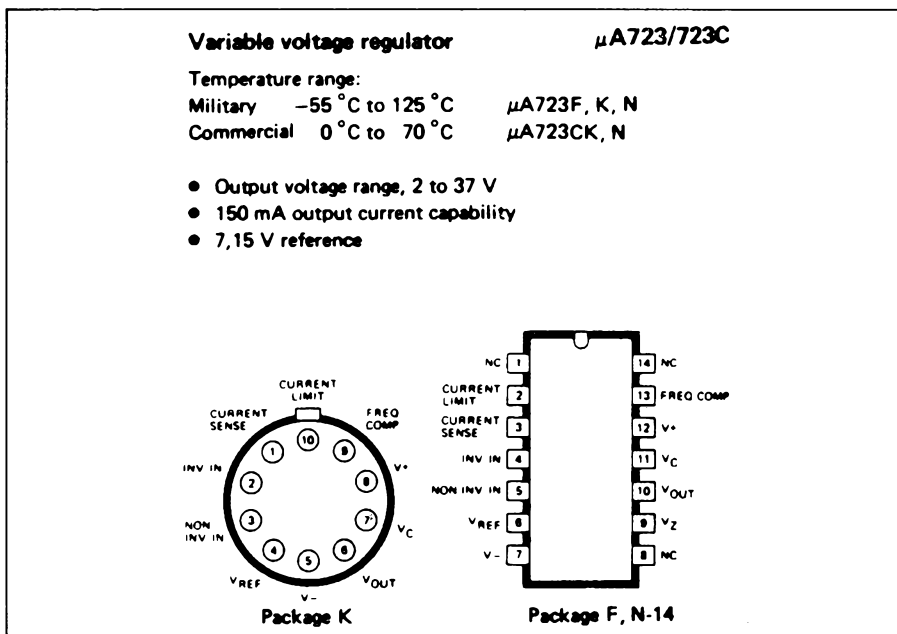 Variable voltage regulator μA723/723C
Temperature range:
Military −55 °C to 125 °C μA723F, K, N
Commercial 0 °C to 70 °C μA723CK, N
● Output voltage range, 2 to 37 V
● 150 mA output current capability
● 7,15 V reference
CURRENT
LIMIT
CURRENT
SENSE
FREQ
COMP
INV IN
V+
NON
INV IN
VC
VREF
VOUT
V−
10
1
9
2
8
3
7
4
6
5
Package K
NC 1
14 NC
CURRENT
LIMIT
2
13 FREQ COMP
CURRENT
SENSE
3
12 V+
INV IN 4
11 VC
NON INV IN 5
10 VOUT
VREF 6
9 VZ
V− 7
8 NC
Package F, N-14